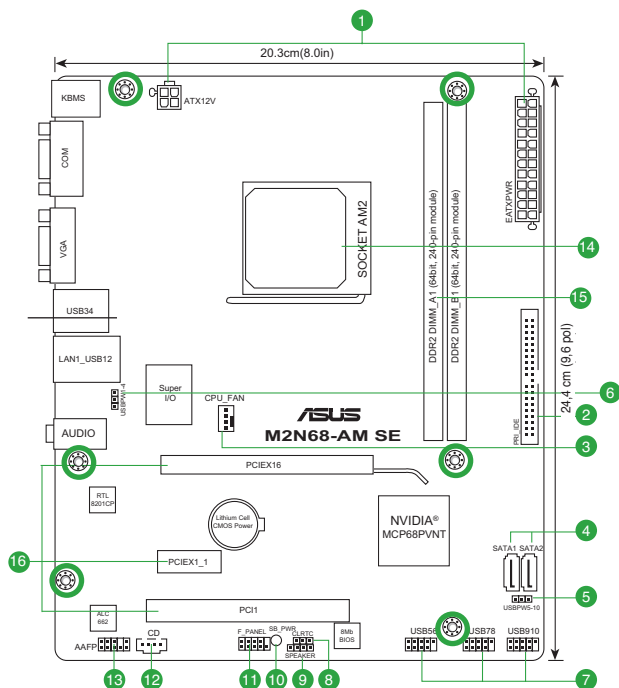 1
20.3cm(8.0in)
KBMS
ATX12V
COM
EATXPWR
SOCKET AM2
DDR2 DIMM_A1 (64bit, 240-pin module)
DDR2 DIMM_B1 (64bit, 240-pin module)
14
VGA
15
USB34
24,4 cm (9,6 pol)
LAN1_USB12
USBPW1-4
Super
I/O
CPU_FAN
PRI_IDE
6
2
ASUS
AUDIO
M2N68-AM SE
3
PCIEX16
RTL
8201CP
Lithium Cell
CMOS Power
NVIDIA®
MCP68PVNT
4
SATA1
SATA2
16
PCIEX1_1
5
USBPW5-10
ALC
662
PCI1
AAFP
CD
F_PANEL
SB_PWR
CLRTC
SPEAKER
8Mb
BIOS
USB56
USB78
USB910
13
12
11
10
9
8
7